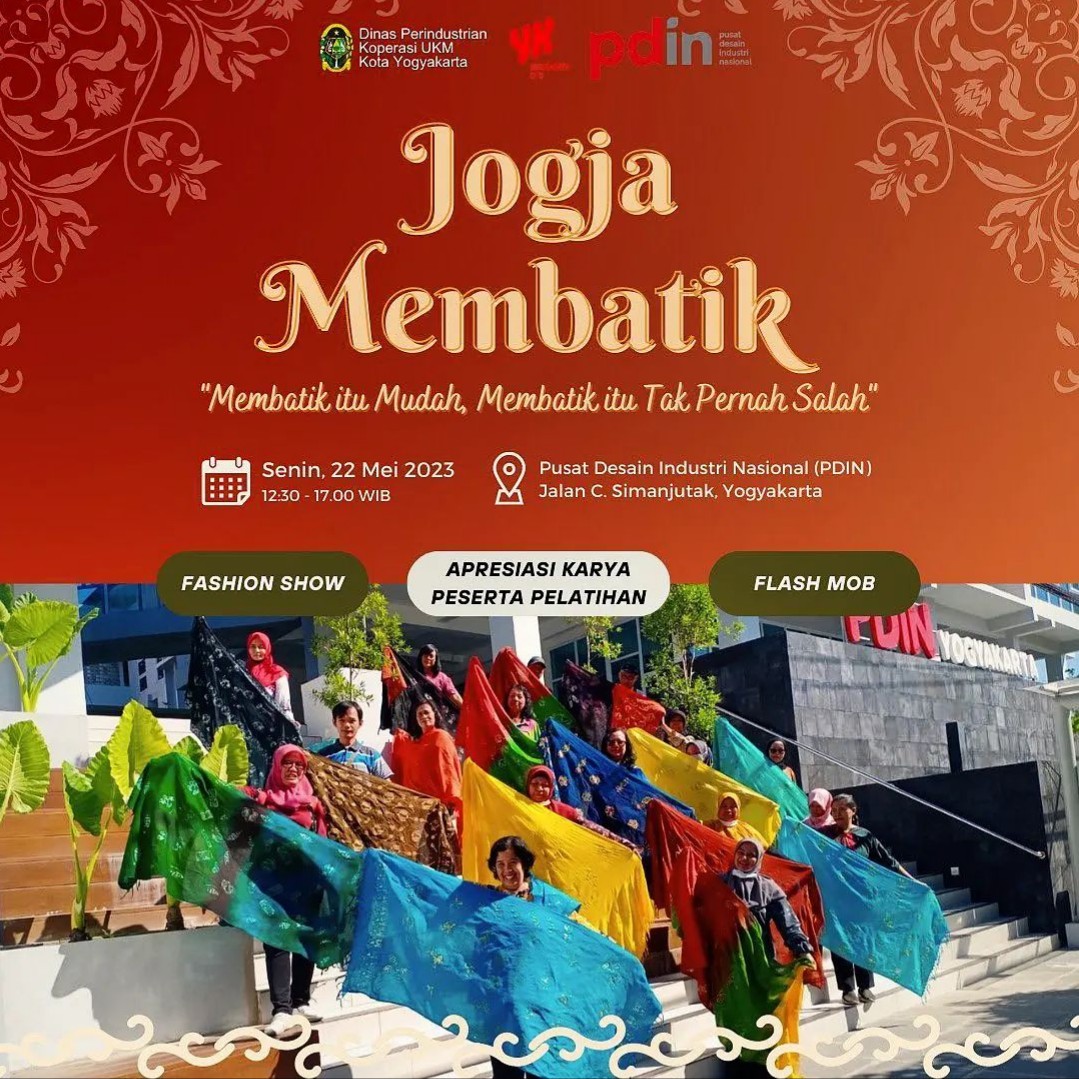 Dinas Perindustrian
Koperasi UKM
Kota Yogyakarta
YK
pdin
pusat
desain
industri
nasional
Jogja
Membatik
"Membatik itu Mudah, Membatik itu Tak Pernah Salah"
Senin, 22 Mei 2023
12:30 - 17.00 WIB
Pusat Desain Industri Nasional (PDIN)
Jalan C. Simanjutak, Yogyakarta
FASHION SHOW
APRESIASI KARYA
PESERTA PELATIHAN
FLASH MOB
PDIN YOGYAKARTA